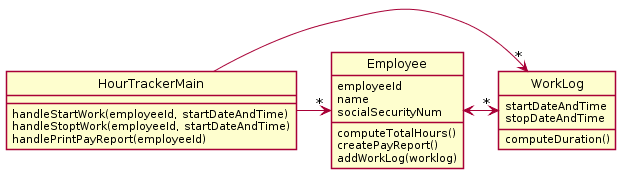 HourTrackerMain
handleStartWork(employeeId, startDateAndTime)
handleStoptWork(employeeId, startDateAndTime)
handlePrintPayReport(employeeId)
*
Employee
employeeId
name
socialSecurityNum
computeTotalHours()
createPayReport()
addWorkLog(worklog)
*
*
WorkLog
startDateAndTime
stopDateAndTime
computeDuration()